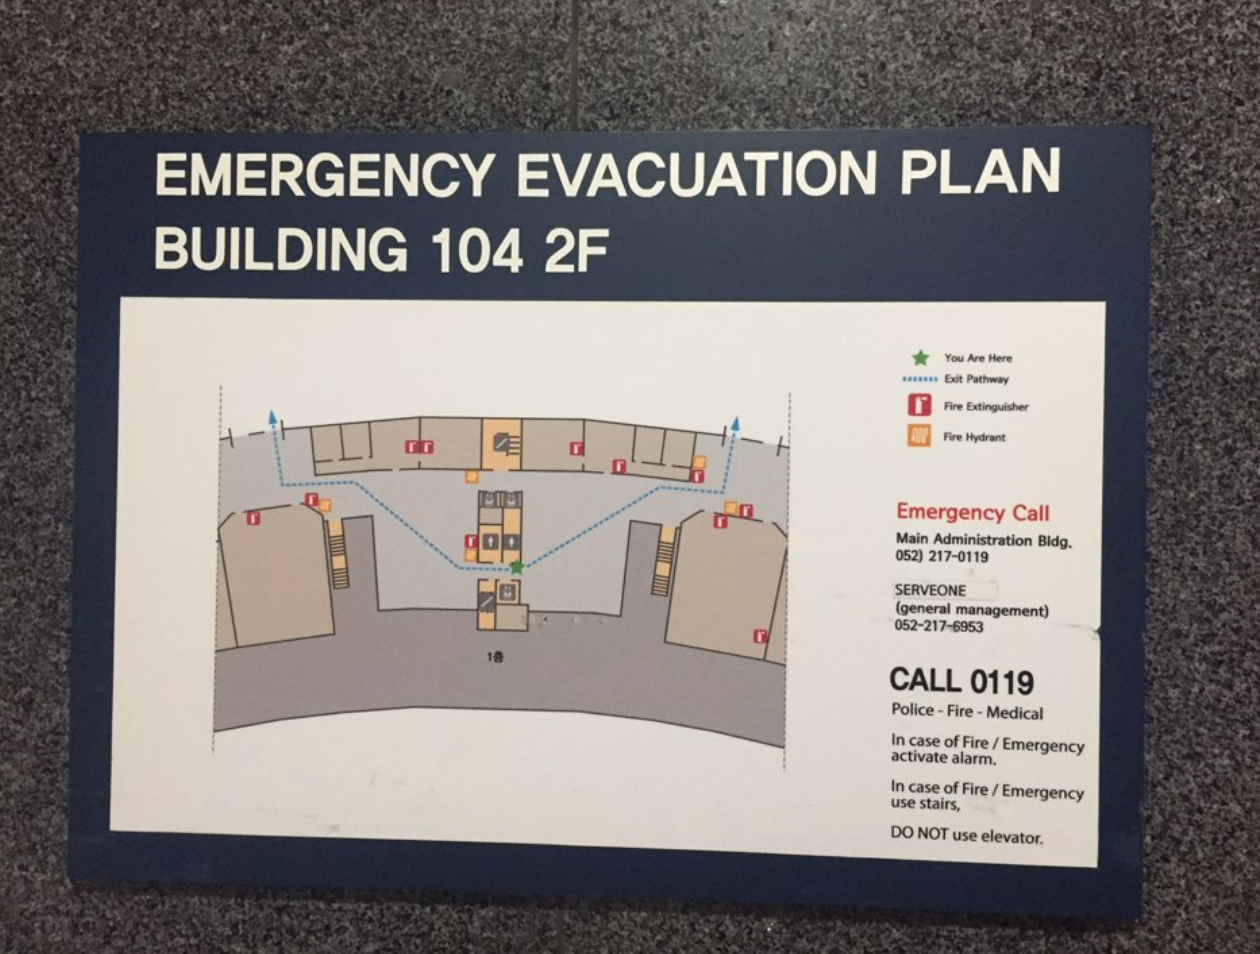 EMERGENCY EVACUATION PLAN
BUILDING 104 2F
You Are Here
Exit Pathway
Fire Extinguisher
Fire Hydrant
1층
Emergency Call
Main Administration Bldg.
052) 217-0119
SERVEONE
(general management)
052-217-6953
CALL 0119
Police - Fire - Medical
In case of Fire / Emergency
activate alarm.
In case of Fire / Emergency
use stairs,
DO NOT use elevator.